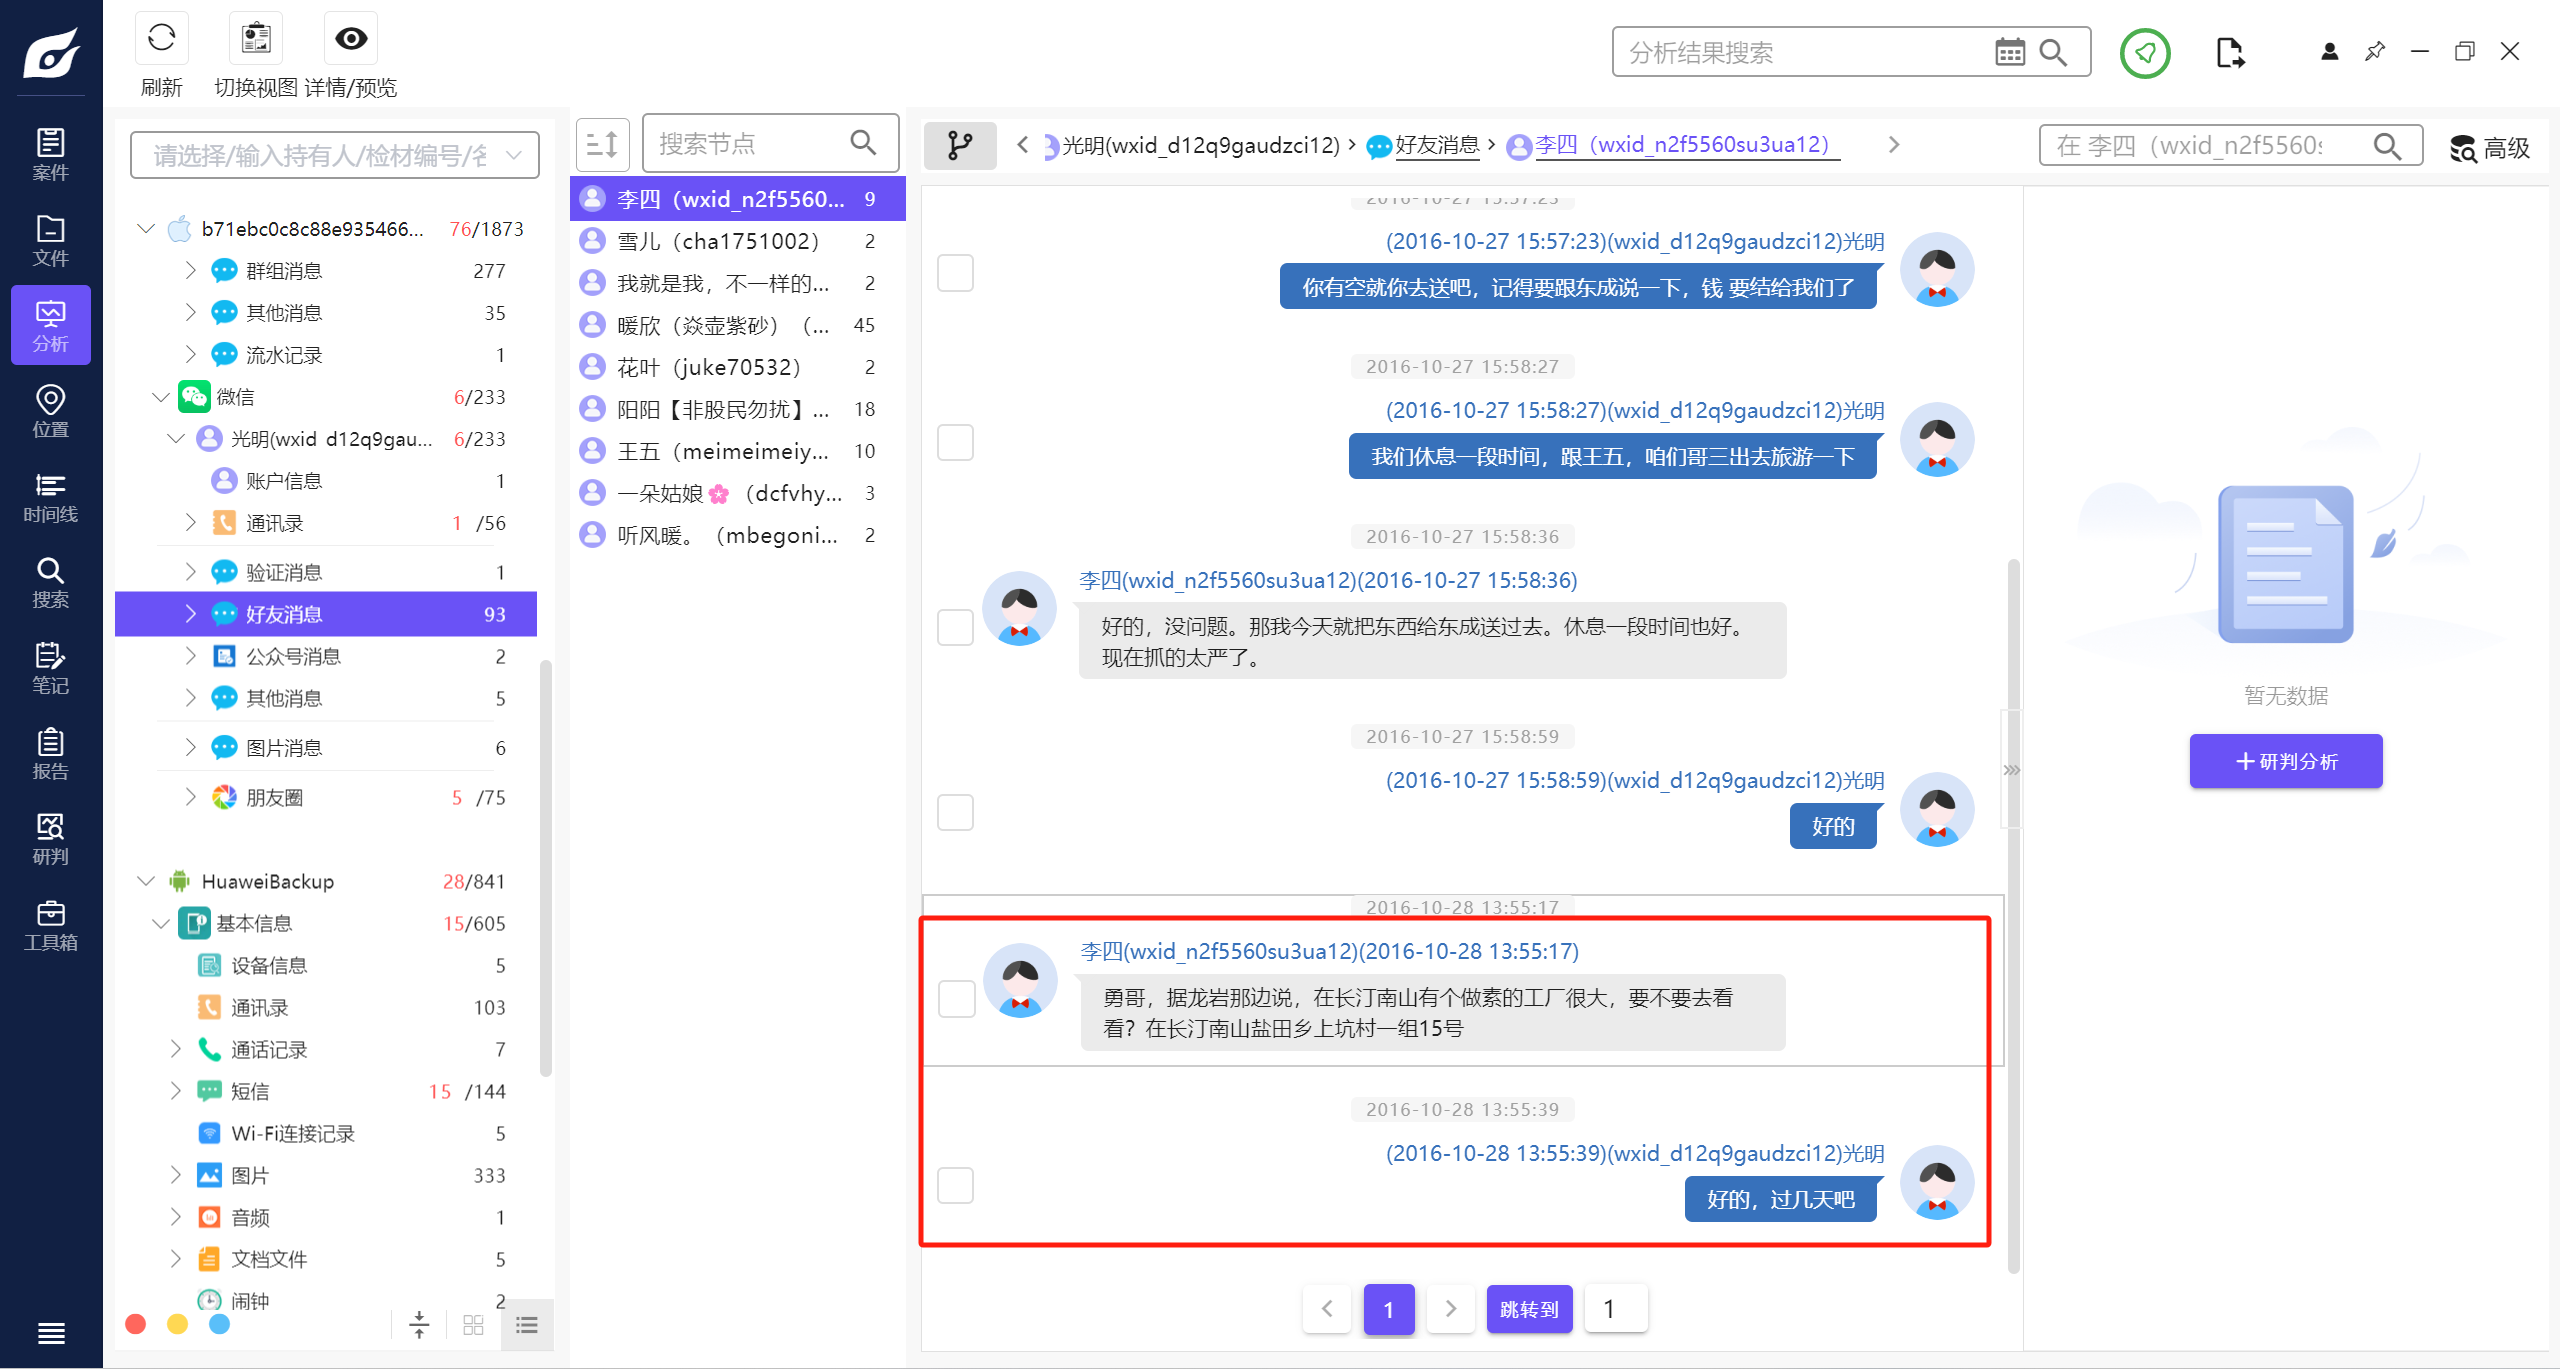 刷新
切换视图
详情/预览
分析结果搜索
案件
文件
分析
位置
时间线
搜索
笔记
报告
研判
工具箱
请选择/输入持有人/检材编号/名
b71ebc0c8c88e935466... 76/1873
群组消息 277
其他消息 35
流水记录 1
微信 6/233
光明(wxid_d12q9gau... 6/233
账户信息 1
通讯录 1 /56
验证消息 1
好友消息 93
公众号消息 2
其他消息 5
图片消息 6
朋友圈 5 /75
HuaweiBackup 28/841
基本信息 15/605
设备信息 5
通讯录 103
通话记录 7
短信 15 /144
Wi-Fi连接记录 5
图片 333
音频 1
文档文件 5
闹钟 2
搜索节点
李四（wxid_n2f5560... 9
雪儿（cha1751002） 2
我就是我，不一样的... 2
暖欣（焱壶紫砂）（... 45
花叶（juke70532） 2
阳阳【非股民勿扰】... 18
王五（meimeimeiy... 10
一朵姑娘🌸（dcfvhy... 3
听风暖。（mbegoni... 2
光明(wxid_d12q9gaudzci12) › 好友消息 › 李四（wxid_n2f5560su3ua12）
在 李四（wxid_n2f5560s
高级
2016-10-27 15:57:23
(2016-10-27 15:57:23)(wxid_d12q9gaudzci12)光明
你有空就你去送吧，记得要跟东成说一下，钱 要结给我们了
2016-10-27 15:58:27
(2016-10-27 15:58:27)(wxid_d12q9gaudzci12)光明
我们休息一段时间，跟王五，咱们哥三出去旅游一下
2016-10-27 15:58:36
李四(wxid_n2f5560su3ua12)(2016-10-27 15:58:36)
好的，没问题。那我今天就把东西给东成送过去。休息一段时间也好。
现在抓的太严了。
2016-10-27 15:58:59
(2016-10-27 15:58:59)(wxid_d12q9gaudzci12)光明
好的
2016-10-28 13:55:17
李四(wxid_n2f5560su3ua12)(2016-10-28 13:55:17)
勇哥，据龙岩那边说，在长汀南山有个做素的工厂很大，要不要去看
看？在长汀南山盐田乡上坑村一组15号
2016-10-28 13:55:39
(2016-10-28 13:55:39)(wxid_d12q9gaudzci12)光明
好的，过几天吧
1
跳转到
1
暂无数据
+研判分析